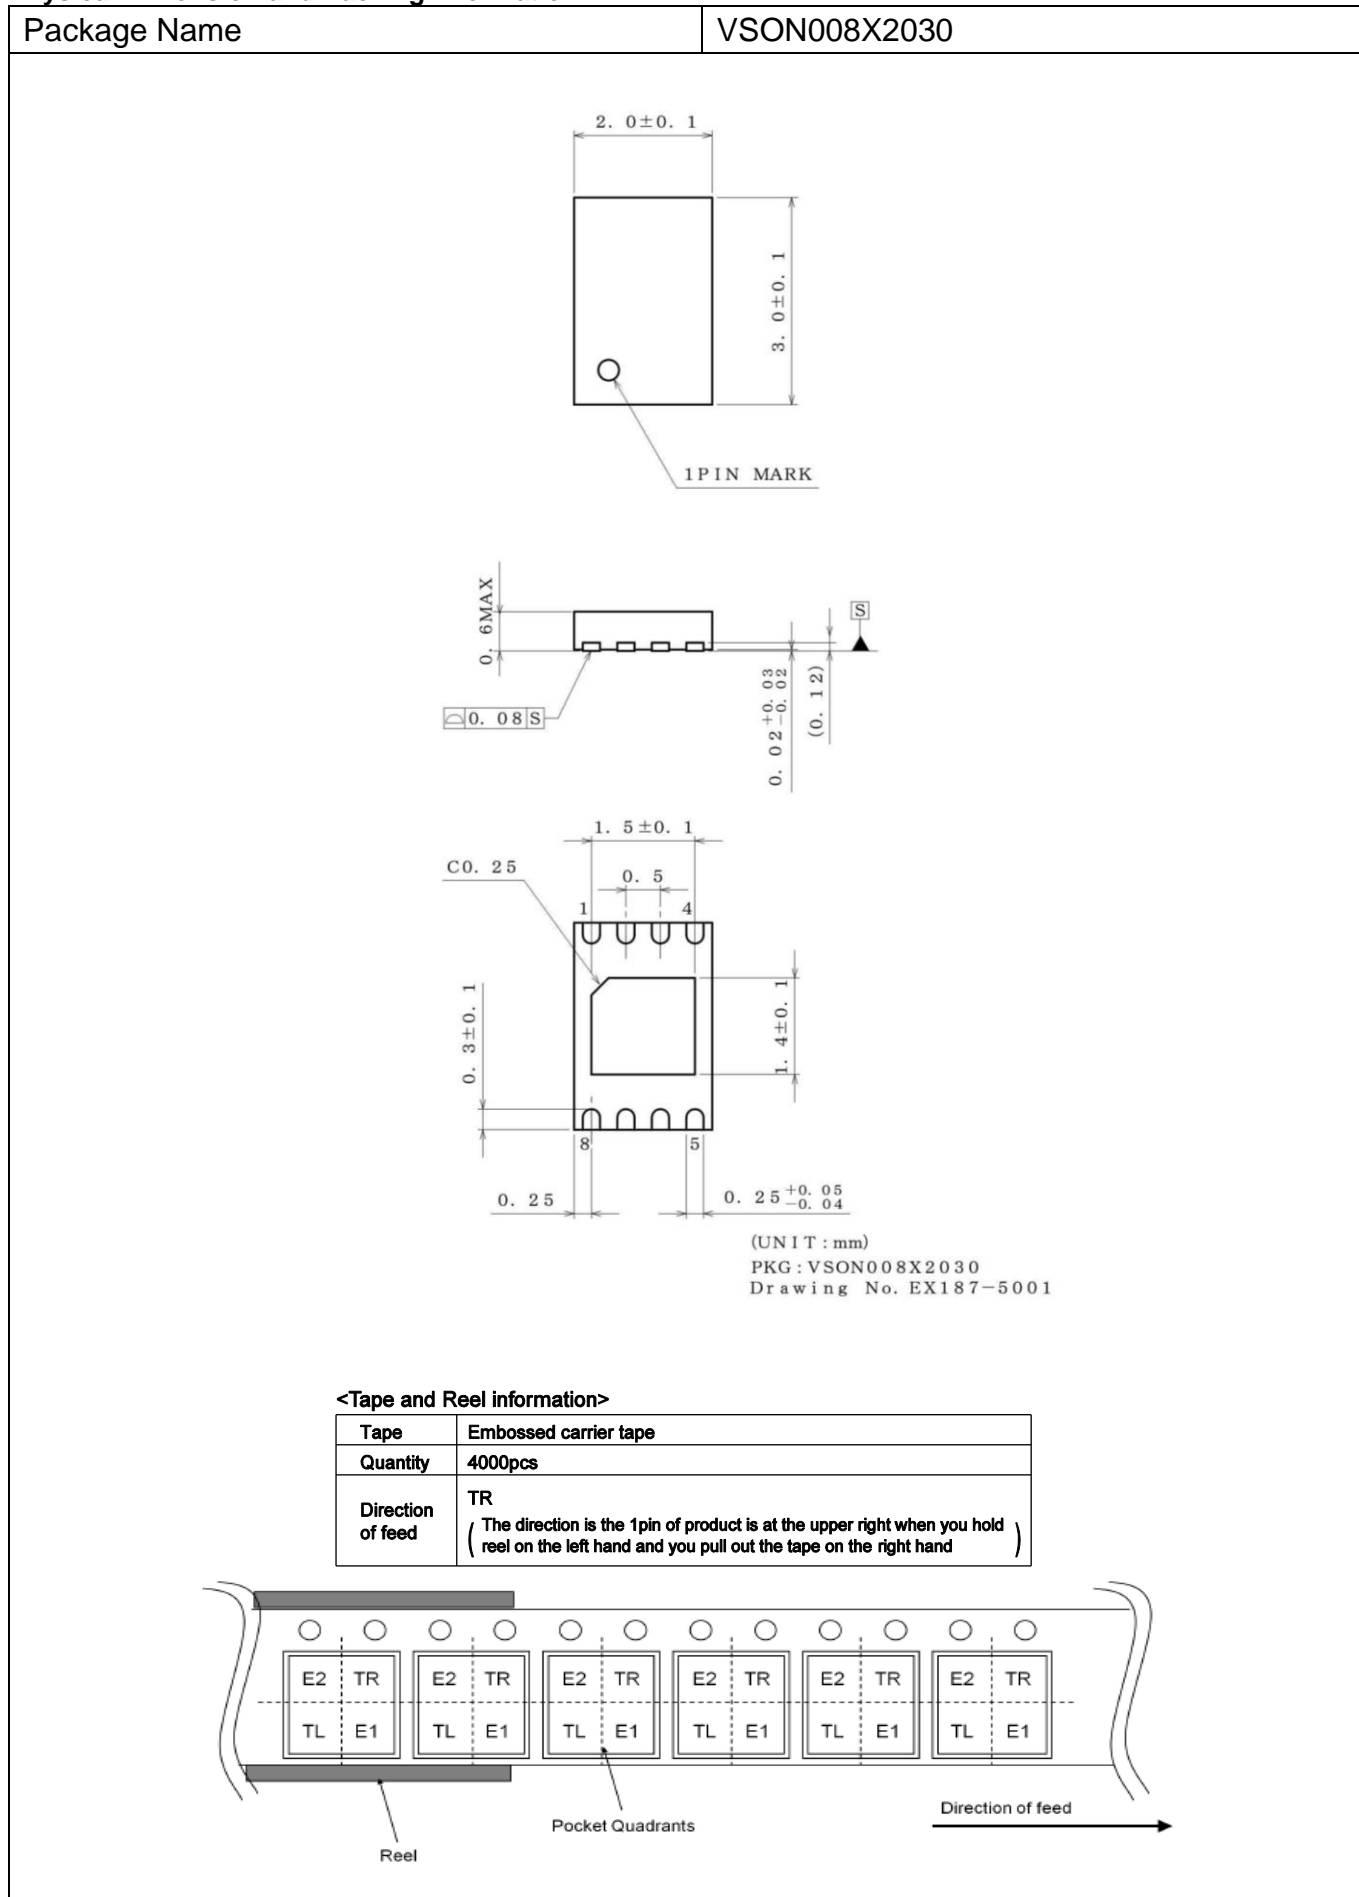 Package Name
VSON008X2030
2. 0±0. 1
3. 0±0. 1
1PIN MARK
0. 6MAX
S
0. 08 S
0. 02+0. 03
−0. 02
(0. 12)
1. 5±0. 1
C0. 25
0. 5
1
4
0. 3±0. 1
1. 4±0. 1
8
5
0. 25
0. 25+0. 05
−0. 04
(UNIT:mm)
PKG:VSON008X2030
Drawing No. EX187−5001
<Tape and Reel information>
Tape
Embossed carrier tape
Quantity
4000pcs
Direction
of feed
TR
( The direction is the 1pin of product is at the upper right when you hold
reel on the left hand and you pull out the tape on the right hand )
E2 TR E2 TR E2 TR E2 TR E2 TR E2 TR
TL E1 TL E1 TL E1 TL E1 TL E1 TL E1
Direction of feed
Pocket Quadrants
Reel